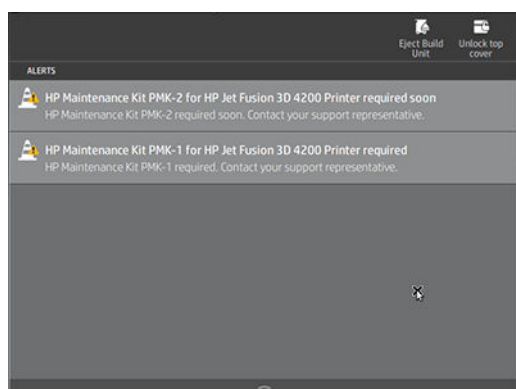 Eject Build
Unit
Unlock top
cover
ALERTS
HP Maintenance Kit PMK-2 for HP Jet Fusion 3D 4200 Printer required soon
HP Maintenance Kit PMK-2 required soon. Contact your support representative.
HP Maintenance Kit PMK-1 for HP Jet Fusion 3D 4200 Printer required
HP Maintenance Kit PMK-1 required. Contact your support representative.